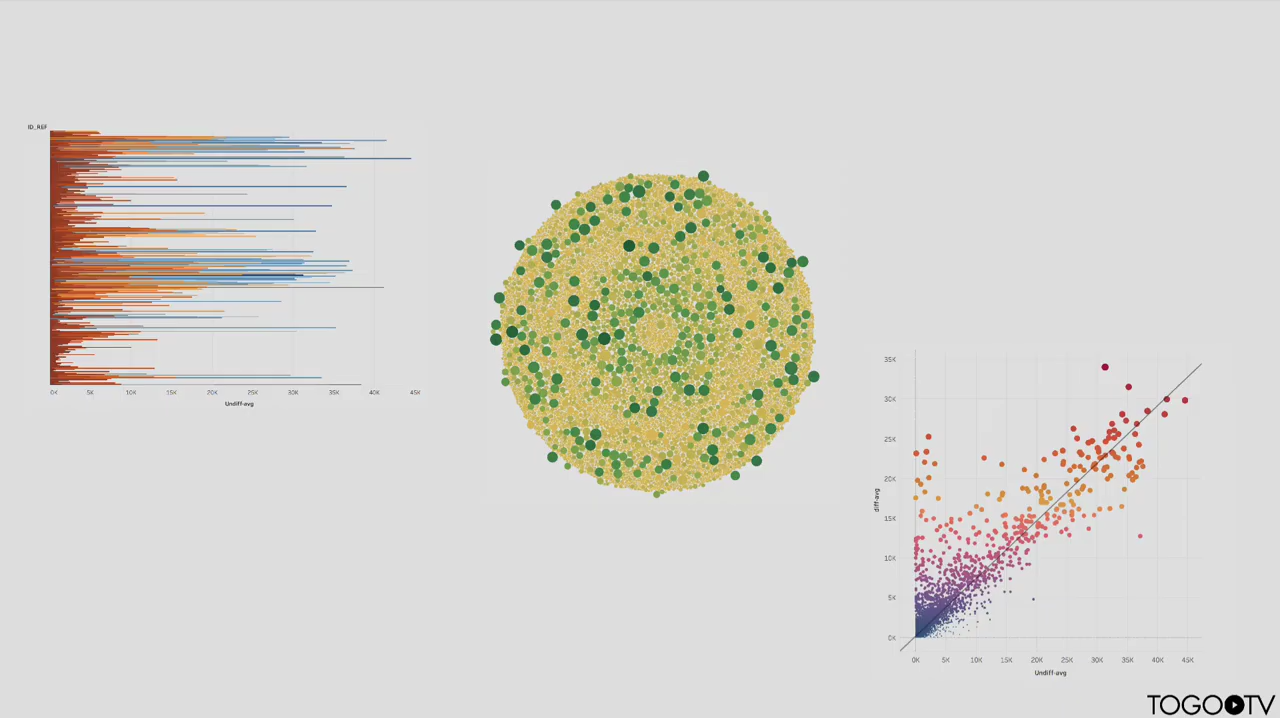 ID_REF
0K 5K 10K 15K 20K 25K 30K 35K 40K 45K
Undiff-avg
35K
30K
25K
20K
15K
10K
5K
0K
diff-avg
0K 5K 10K 15K 20K 25K 30K 35K 40K 45K
Undiff-avg
TOGOTV